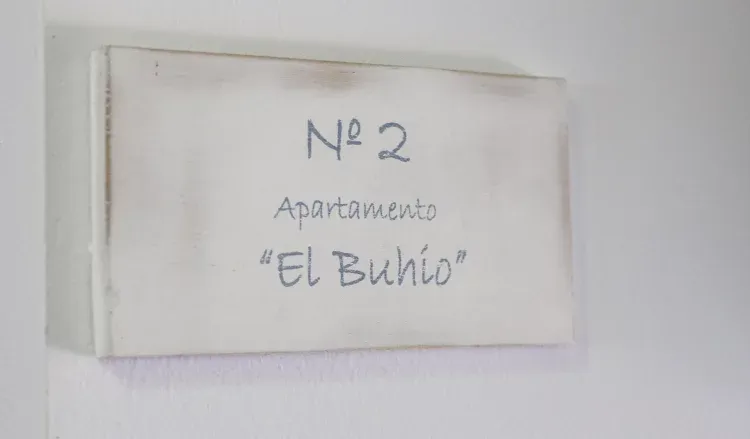 Nº 2
Apartamento
“El Buhío”